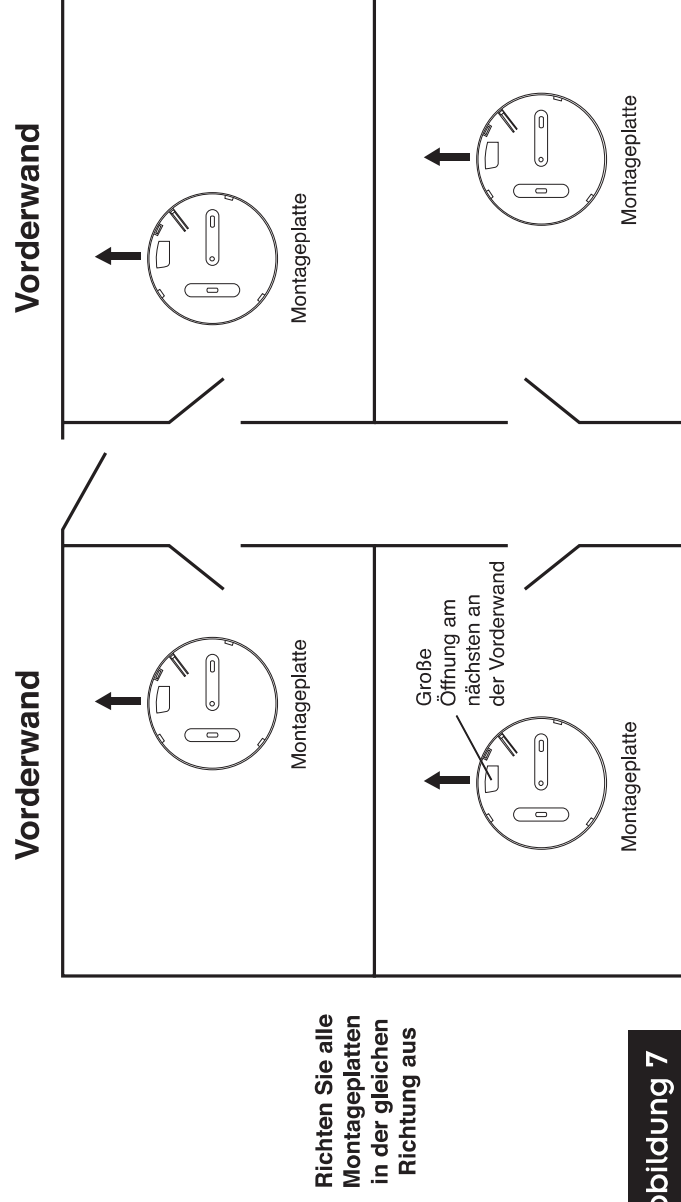 Vorderwand
Vorderwand
Montageplatte
Montageplatte
Richten Sie alle
Montageplatten
in der gleichen
Richtung aus
Große
Öffnung am
nächsten an
der Vorderwand
Montageplatte
Montageplatte
bbildung 7